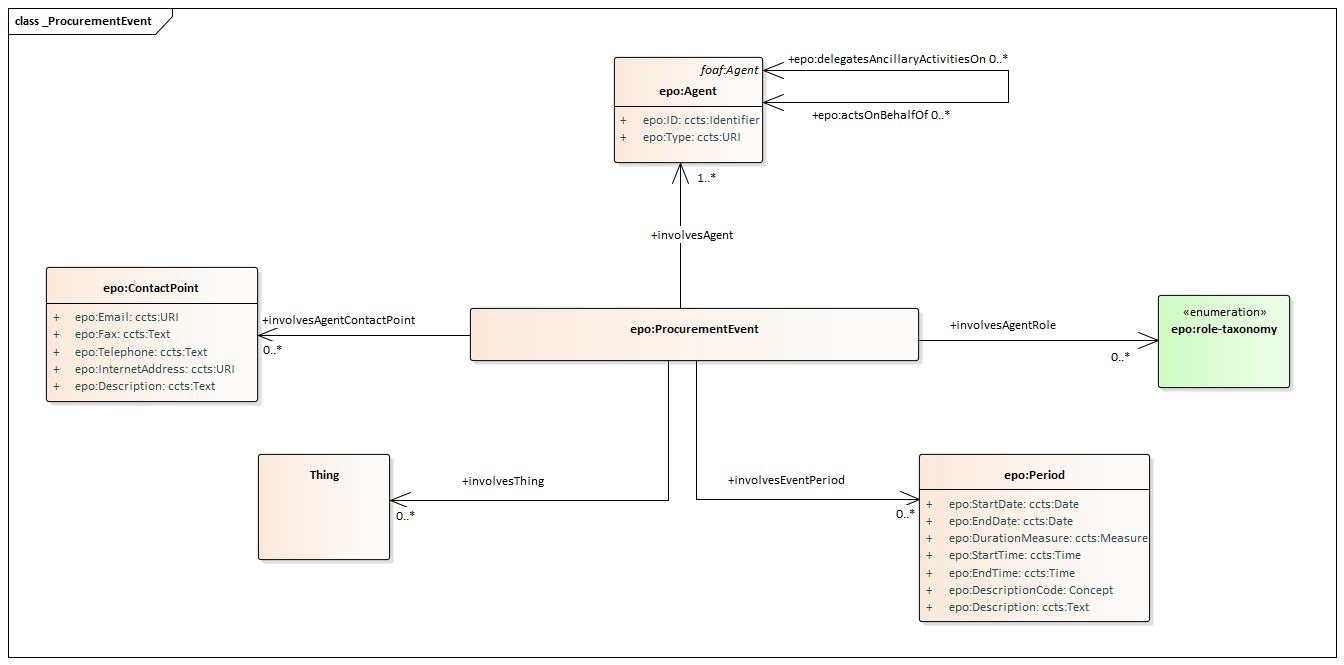 class _ProcurementEvent
+epo:delegatesAncillaryActivitiesOn 0..*
foaf:Agent
epo:Agent
+ epo:ID: ccts:Identifier
+ epo:Type: ccts:URI
+epo:actsOnBehalfOf 0..*
1..*
+involvesAgent
epo:ContactPoint
+ epo:Email: ccts:URI
+ epo:Fax: ccts:Text
+ epo:Telephone: ccts:Text
+ epo:InternetAddress: ccts:URI
+ epo:Description: ccts:Text
+involvesAgentContactPoint
0..*
epo:ProcurementEvent
+involvesAgentRole
0..*
«enumeration»
epo:role-taxonomy
Thing
+involvesThing
0..*
+involvesEventPeriod
0..*
epo:Period
+ epo:StartDate: ccts:Date
+ epo:EndDate: ccts:Date
+ epo:DurationMeasure: ccts:Measure
+ epo:StartTime: ccts:Time
+ epo:EndTime: ccts:Time
+ epo:DescriptionCode: Concept
+ epo:Description: ccts:Text